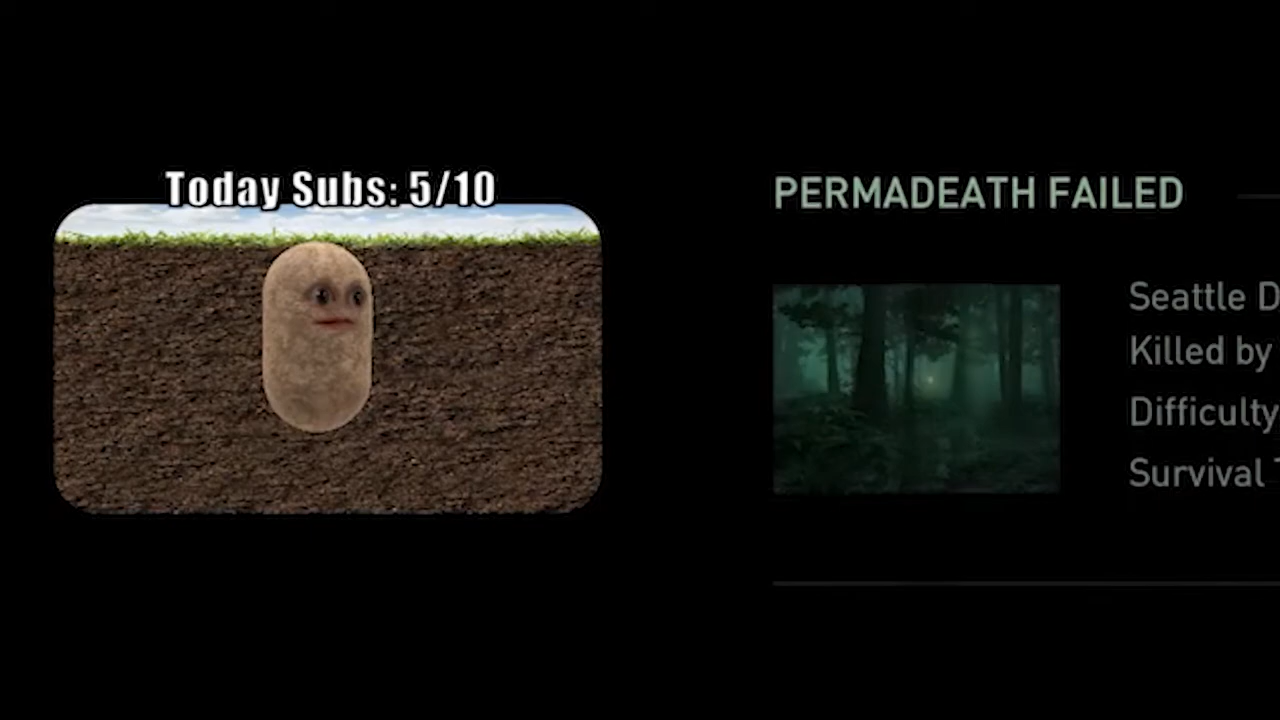 Today Subs: 5/10
PERMADEATH FAILED
Seattle D
Killed by
Difficulty
Survival